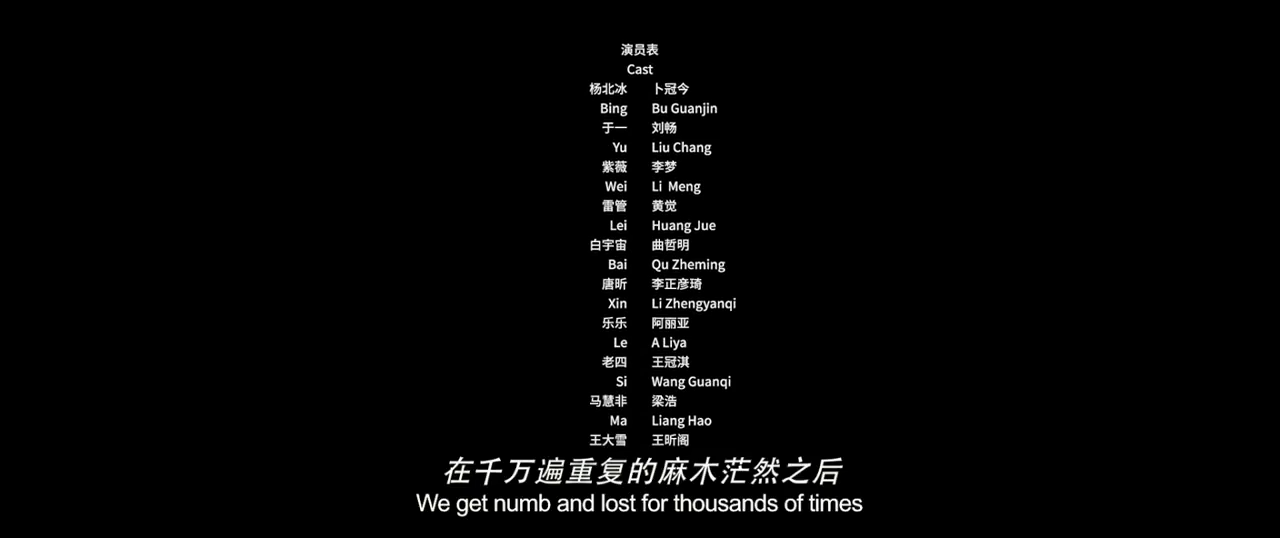 演员表
Cast
杨北冰 卜冠今
Bing Bu Guanjin
于一 刘畅
Yu Liu Chang
紫薇 李梦
Wei Li Meng
雷管 黄觉
Lei Huang Jue
白宇宙 曲哲明
Bai Qu Zheming
唐昕 李正彦琦
Xin Li Zhengyanqi
乐乐 阿丽亚
Le A Liya
老四 王冠淇
Si Wang Guanqi
马慧非 梁浩
Ma Liang Hao
王大雪 王昕阁
在千万遍重复的麻木茫然之后
We get numb and lost for thousands of times